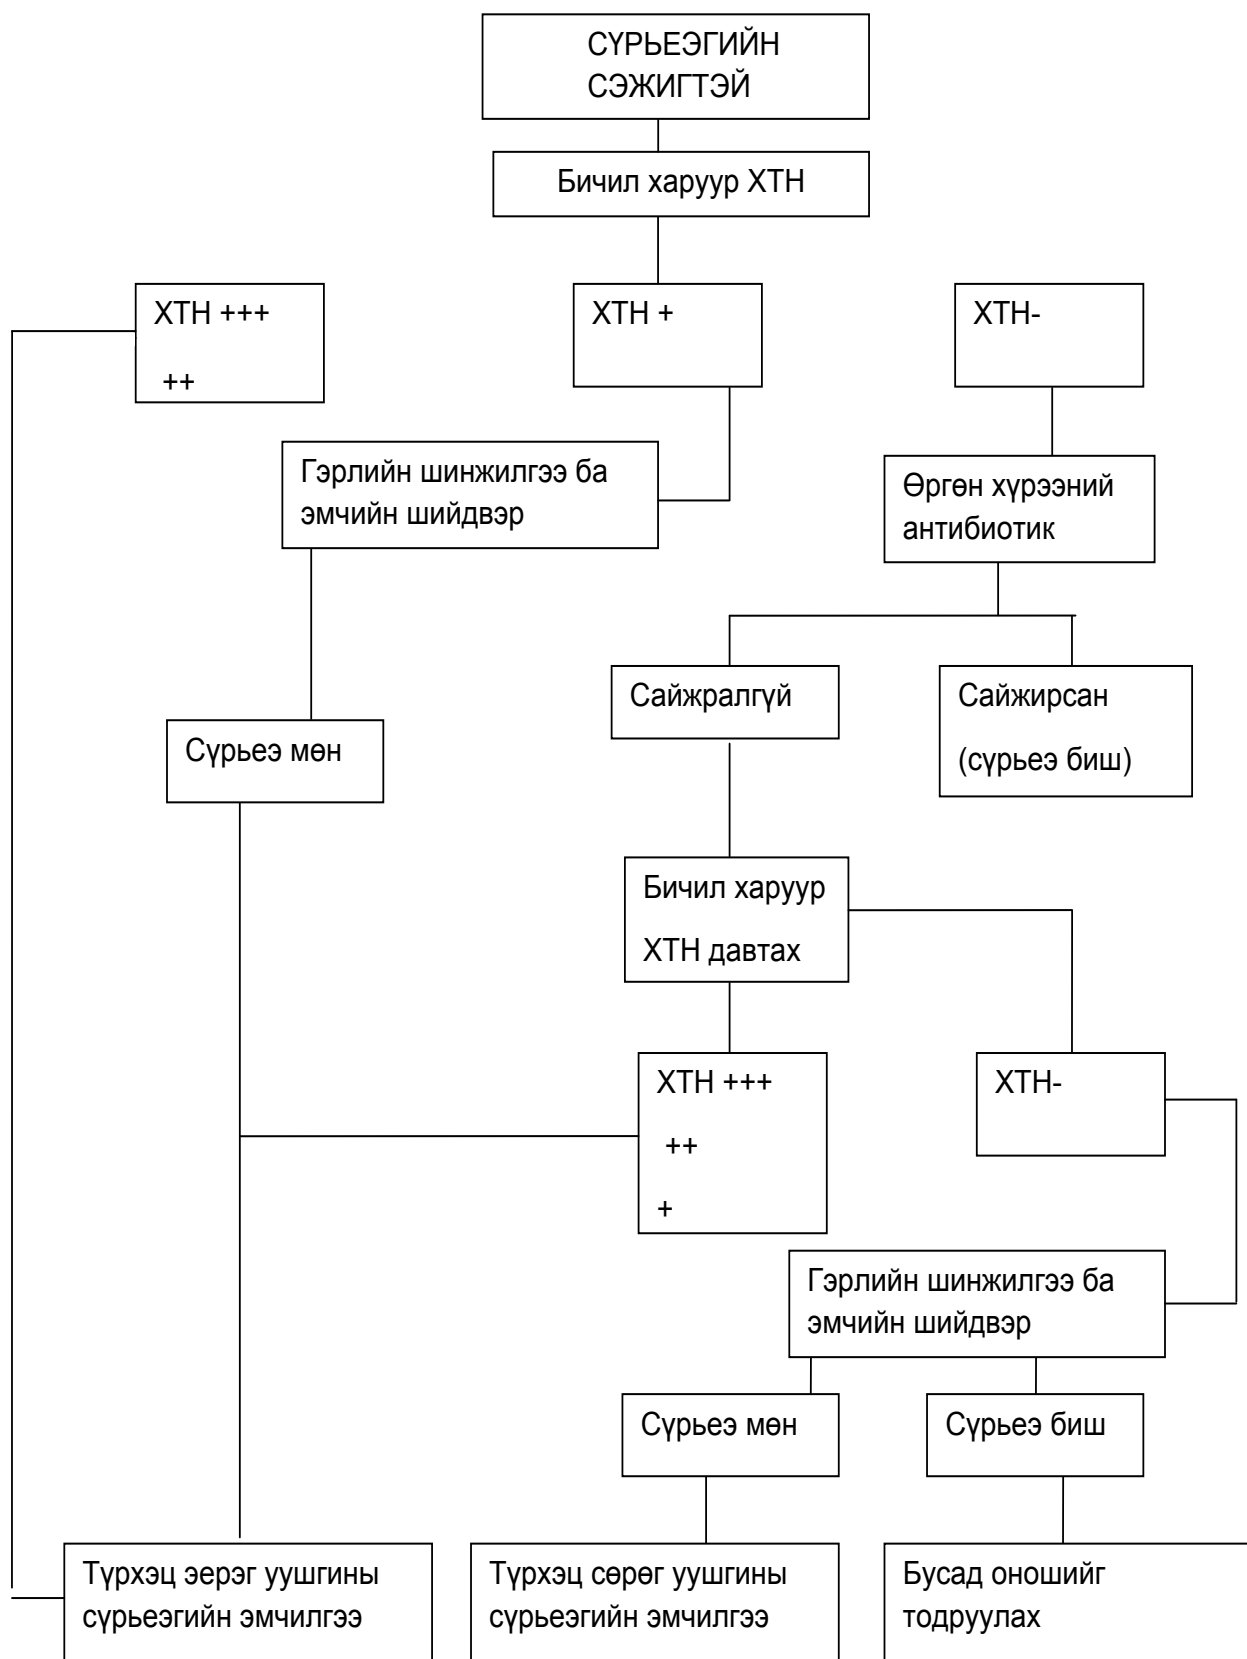 СҮРЬЕЭГИЙН
СЭЖИГТЭЙ
Бичил харуур ХТН
ХТН +++
++
ХТН +
ХТН-
Гэрлийн шинжилгээ ба
эмчийн шийдвэр
Өргөн хүрээний
антибиотик
Сайжралгүй
Сайжирсан
(сүрьеэ биш)
Сүрьеэ мөн
Бичил харуур
ХТН давтах
ХТН +++
++
+
ХТН-
Гэрлийн шинжилгээ ба
эмчийн шийдвэр
Сүрьеэ мөн
Сүрьеэ биш
Түрхэц эерэг уушгины
сүрьеэгийн эмчилгээ
Түрхэц сөрөг уушгины
сүрьеэгийн эмчилгээ
Бусад оношийг
тодруулах